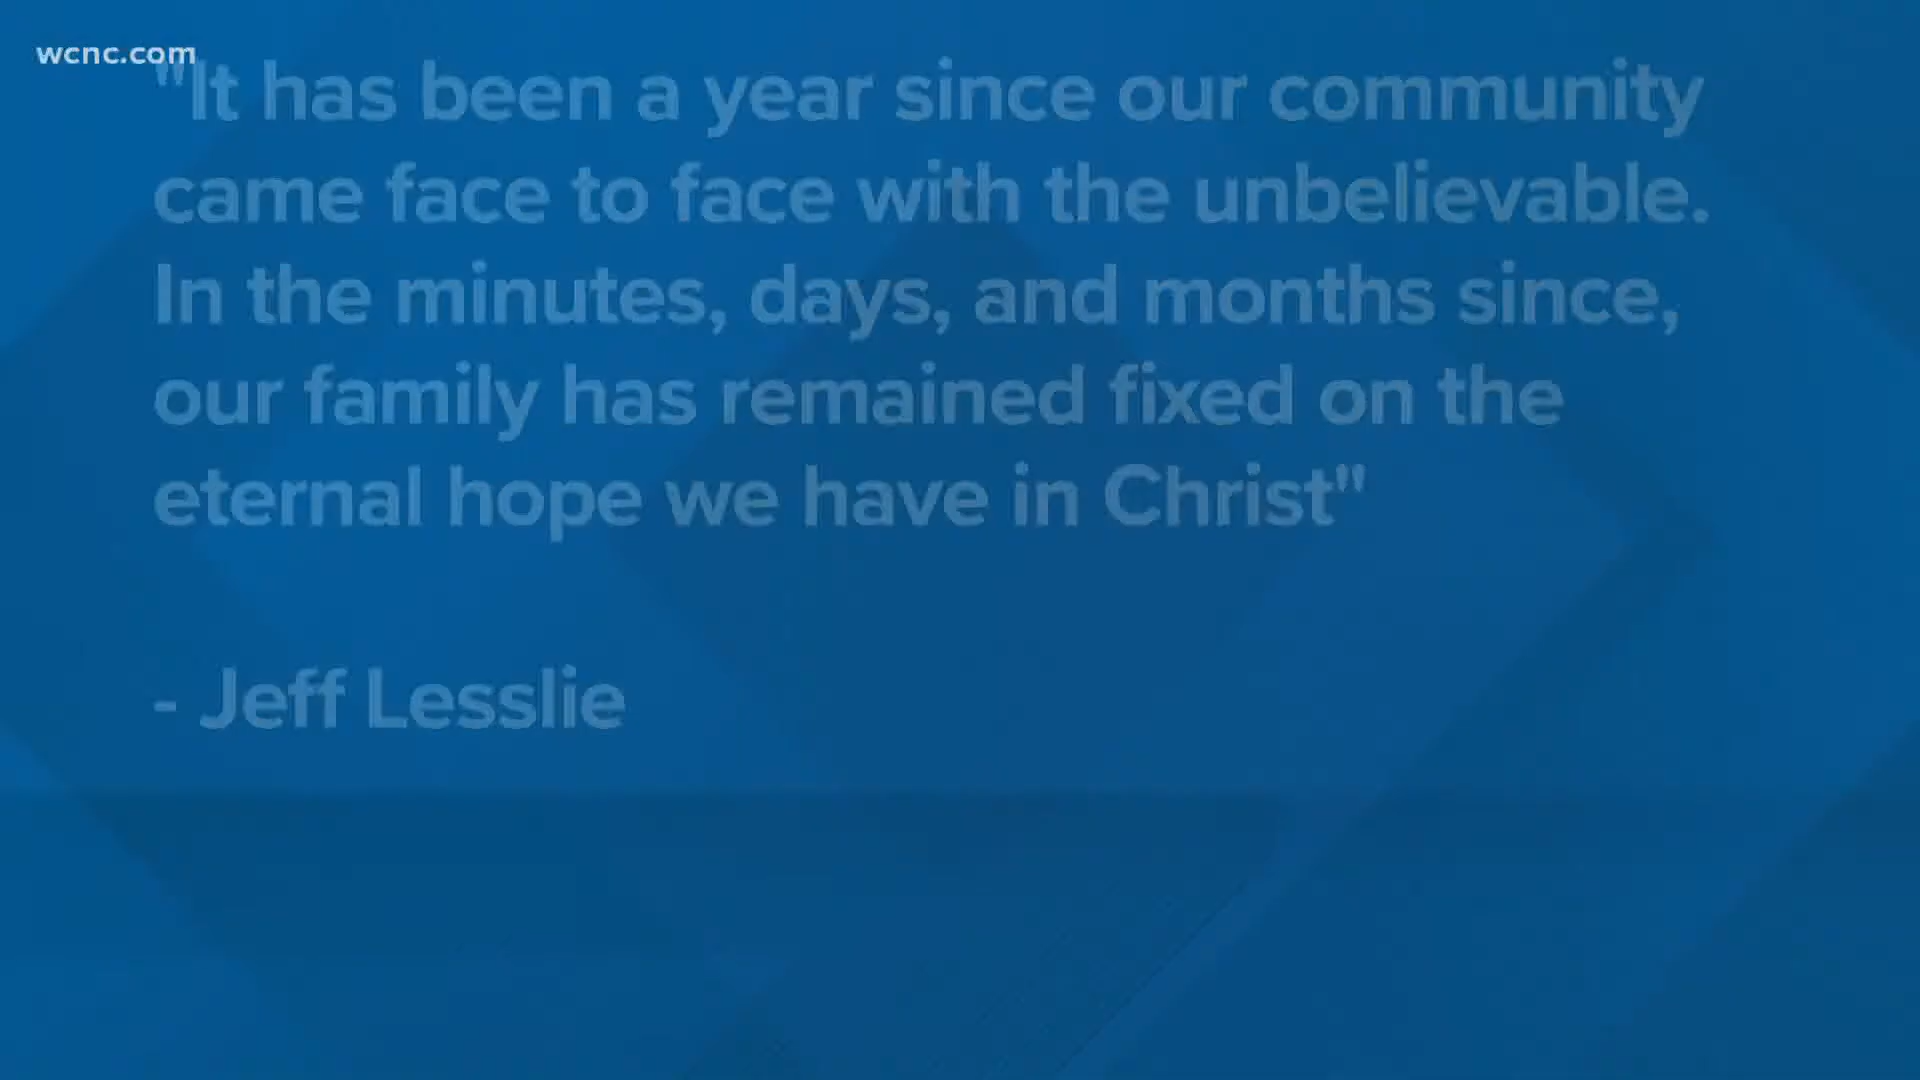 wcnc.com
"It has been a year since our community
came face to face with the unbelievable.
In the minutes, days, and months since,
our family has remained fixed on the
eternal hope we have in Christ"
- Jeff Lesslie